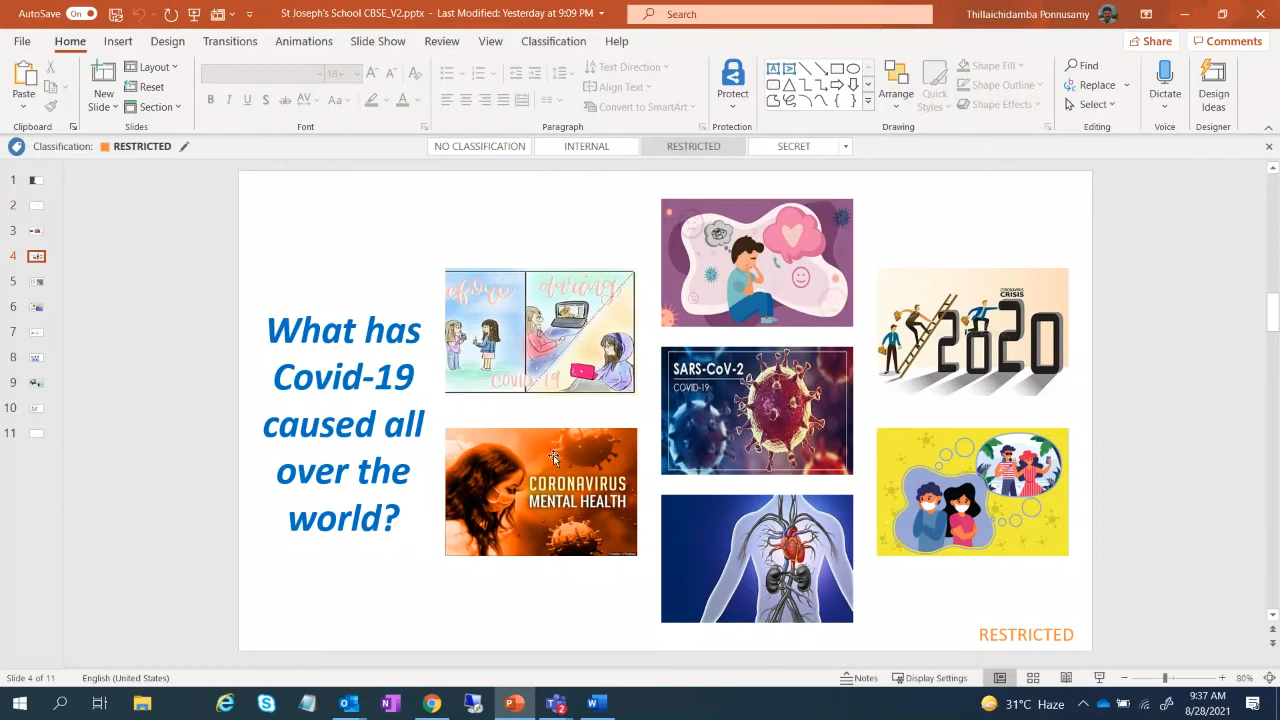 AutoSave On
St Joseph's School CBSE_V2.pptx - Last Modified: Yesterday at 9:09 PM
Search
Thillaichidamba Ponnusamy
File Home Insert Design Transitions Animations Slide Show Review View Classification Help
Share Comments
Paste
Clipboard
New Slide
Layout
Reset
Section
Slides
18+
Font
Text Direction
Align Text
Convert to SmartArt
Paragraph
Protect
Protection
Arrange
Quick Styles
Shape Fill
Shape Outline
Shape Effects
Drawing
Find
Replace
Select
Editing
Dictate
Voice
Design Ideas
Designer
Classification: RESTRICTED
NO CLASSIFICATION INTERNAL RESTRICTED SECRET
1
2
3
4
5
6
7
8
9
10
11
What has
Covid-19
caused all
over the
world?
during
COVID-19
CORONAVIRUS
MENTAL HEALTH
SARS-CoV-2
COVID-19
CORONAVIRUS
CRISIS
2020
RESTRICTED
Slide 4 of 11 English (United States)
Notes Display Settings 80%
31°C Haze
9:37 AM
8/28/2021